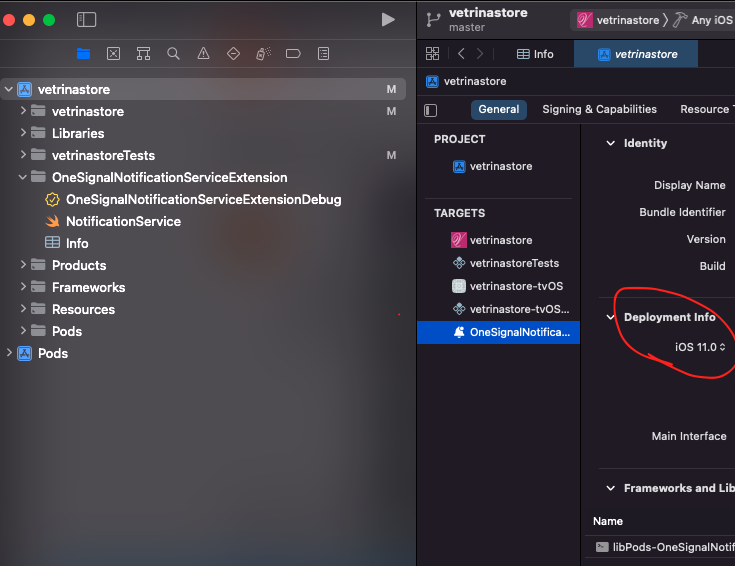 vetrinastore
master
vetrinastore
Any iOS
Info
vetrinastore
vetrinastore
General
Signing & Capabilities
Resource T
vetrinastore
M
vetrinastore
M
Libraries
vetrinastoreTests
M
OneSignalNotificationServiceExtension
OneSignalNotificationServiceExtensionDebug
NotificationService
Info
Products
Frameworks
Resources
Pods
Pods
PROJECT
vetrinastore
TARGETS
vetrinastore
vetrinastoreTests
vetrinastore-tvOS
vetrinastore-tvOS...
OneSignalNotifica...
Identity
Display Name
Bundle Identifier
Version
Build
Deployment Info
iOS 11.0
Main Interface
Frameworks and Lib
Name
libPods-OneSignalNotif